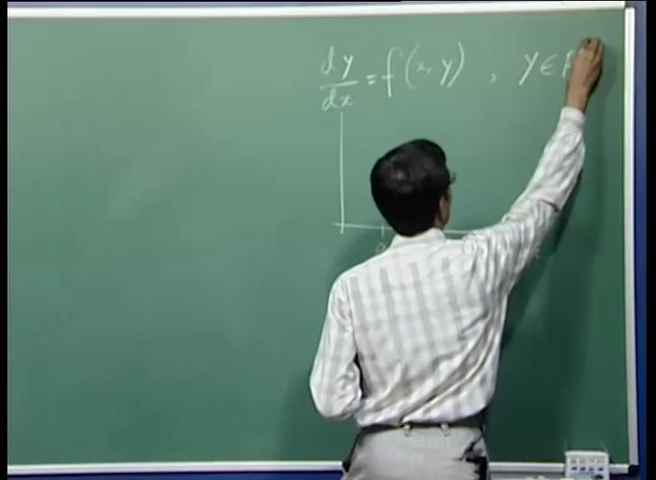 dy/dx = f(x, y) , y ∈